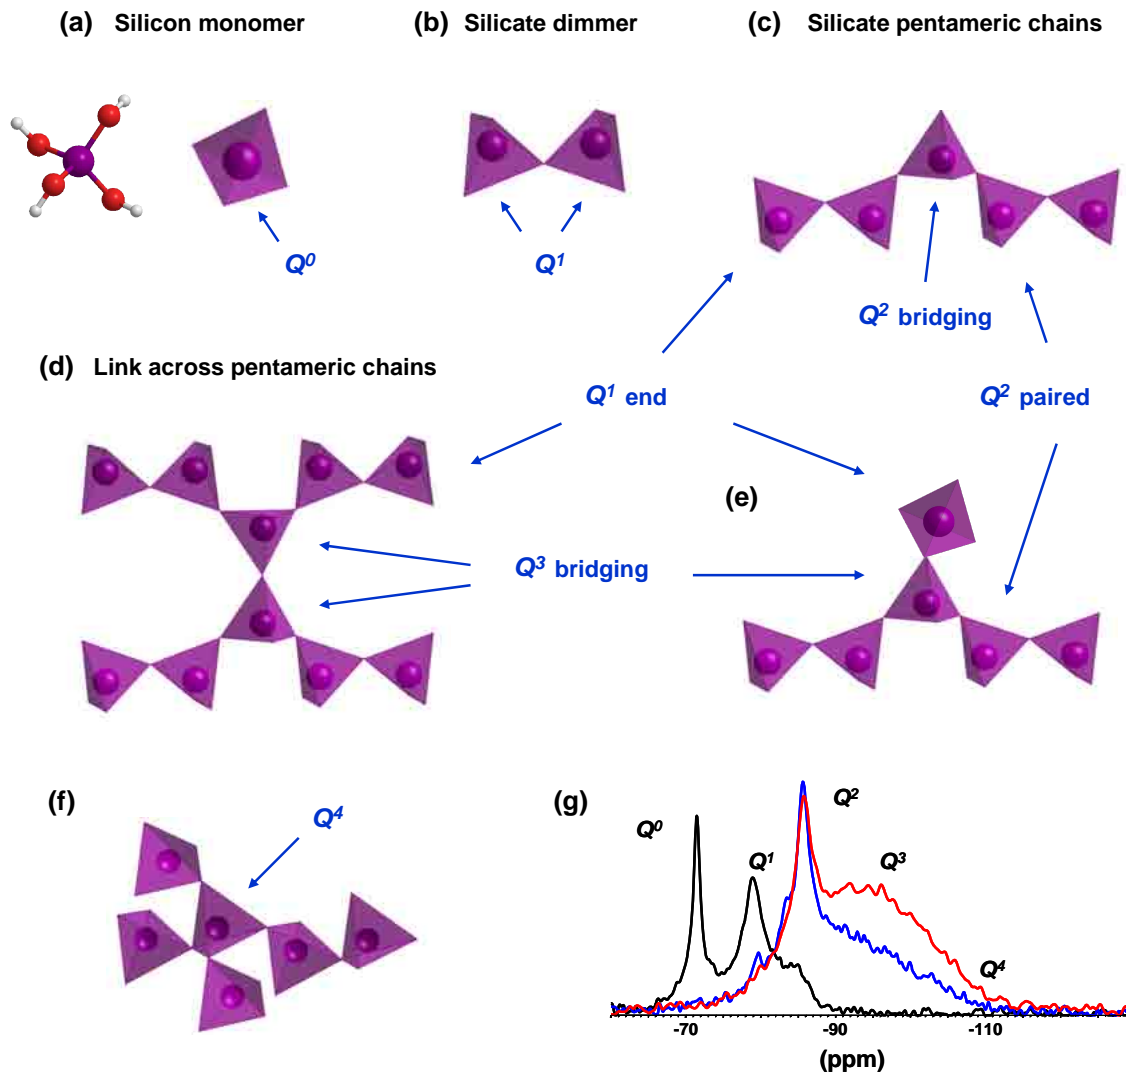 (a) Silicon monomer
(b) Silicate dimmer
(c) Silicate pentameric chains
Q⁰
Q¹
Q² bridging
(d) Link across pentameric chains
Q¹ end
Q² paired
(e)
Q³ bridging
(f)
Q⁴
(g)
Q⁰
Q¹
Q²
Q³
Q⁴
-70
-90
-110
(ppm)